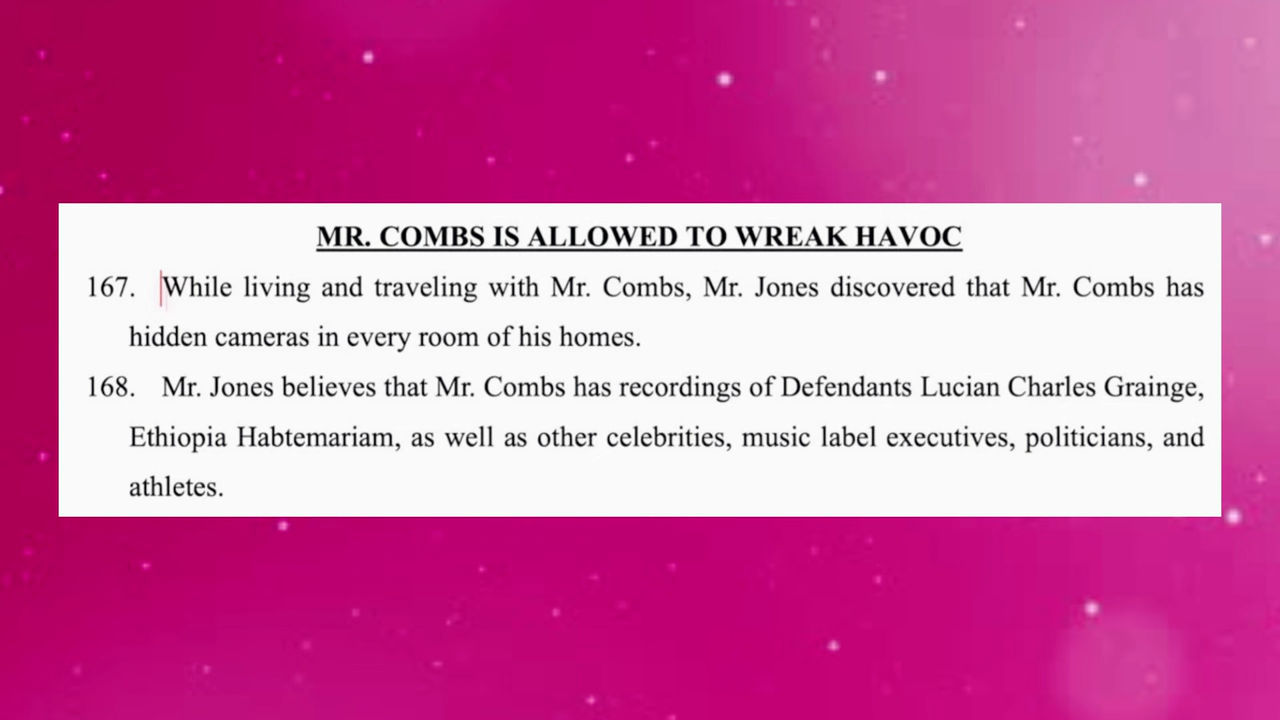 MR. COMBS IS ALLOWED TO WREAK HAVOC
167. While living and traveling with Mr. Combs, Mr. Jones discovered that Mr. Combs has
hidden cameras in every room of his homes.
168. Mr. Jones believes that Mr. Combs has recordings of Defendants Lucian Charles Grainge,
Ethiopia Habtemariam, as well as other celebrities, music label executives, politicians, and
athletes.